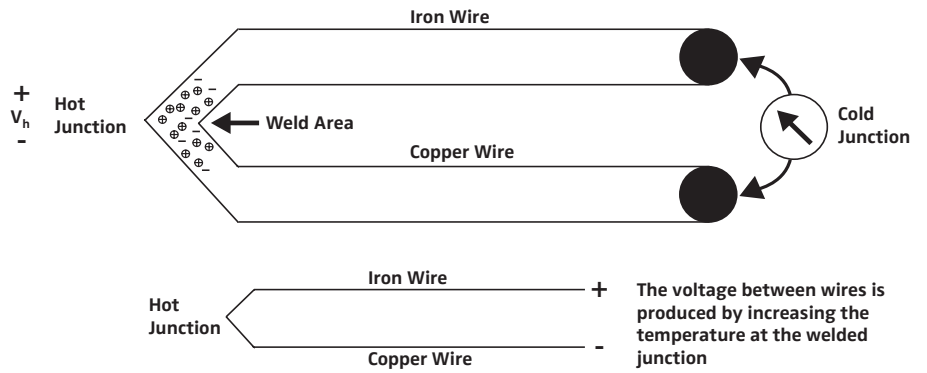 Iron Wire
+
Vh
-
Hot
Junction
Weld Area
Copper Wire
Cold
Junction
Iron Wire
+
Hot
Junction
-
Copper Wire
The voltage between wires is
produced by increasing the
temperature at the welded
junction